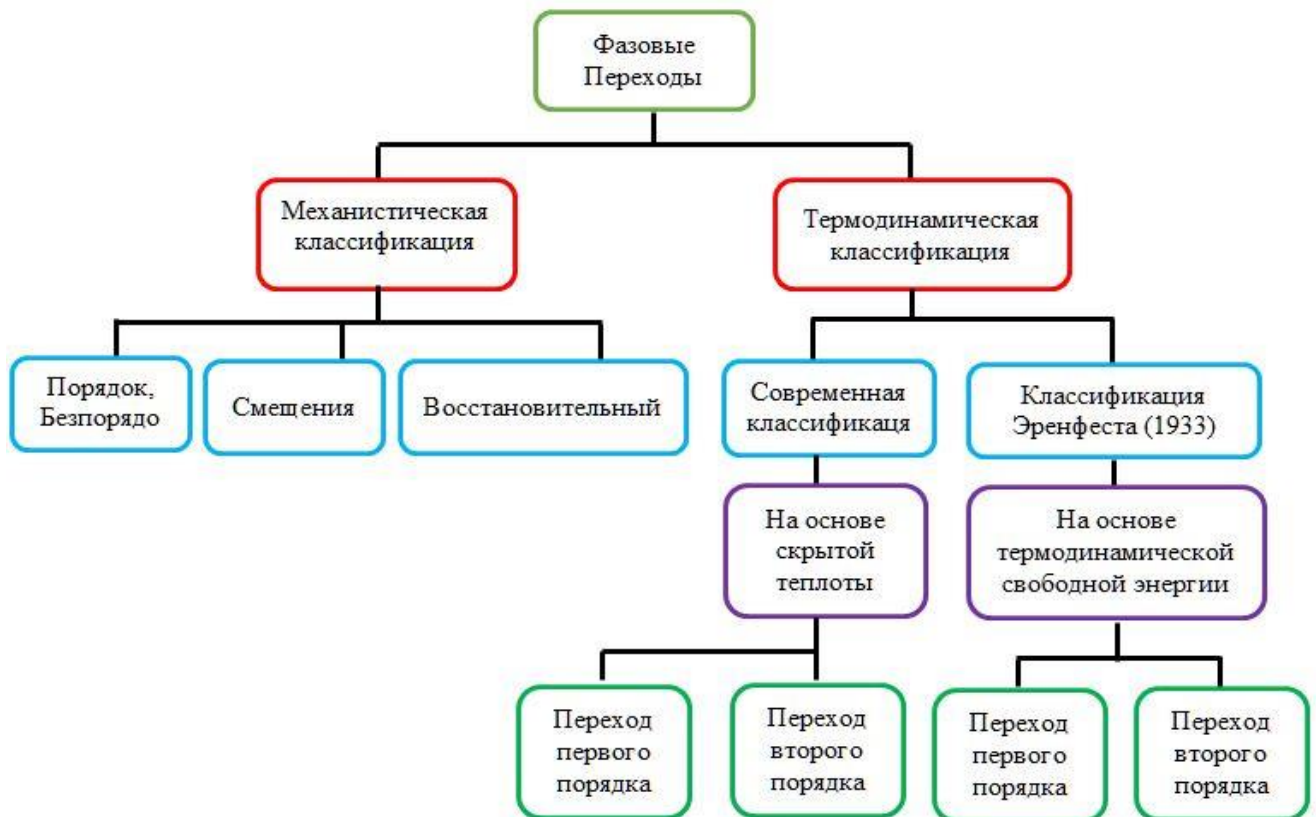 Фазовые
Переходы
Механистическая
классификация
Термодинамическая
классификация
Порядок,
Безпорядо
Смещения
Восстановительный
Современная
классификаця
Классификация
Эренфеста (1933)
На основе
скрытой
теплоты
На основе
термодинамической
свободной энергии
Переход
первого
порядка
Переход
второго
порядка
Переход
первого
порядка
Переход
второго
порядка